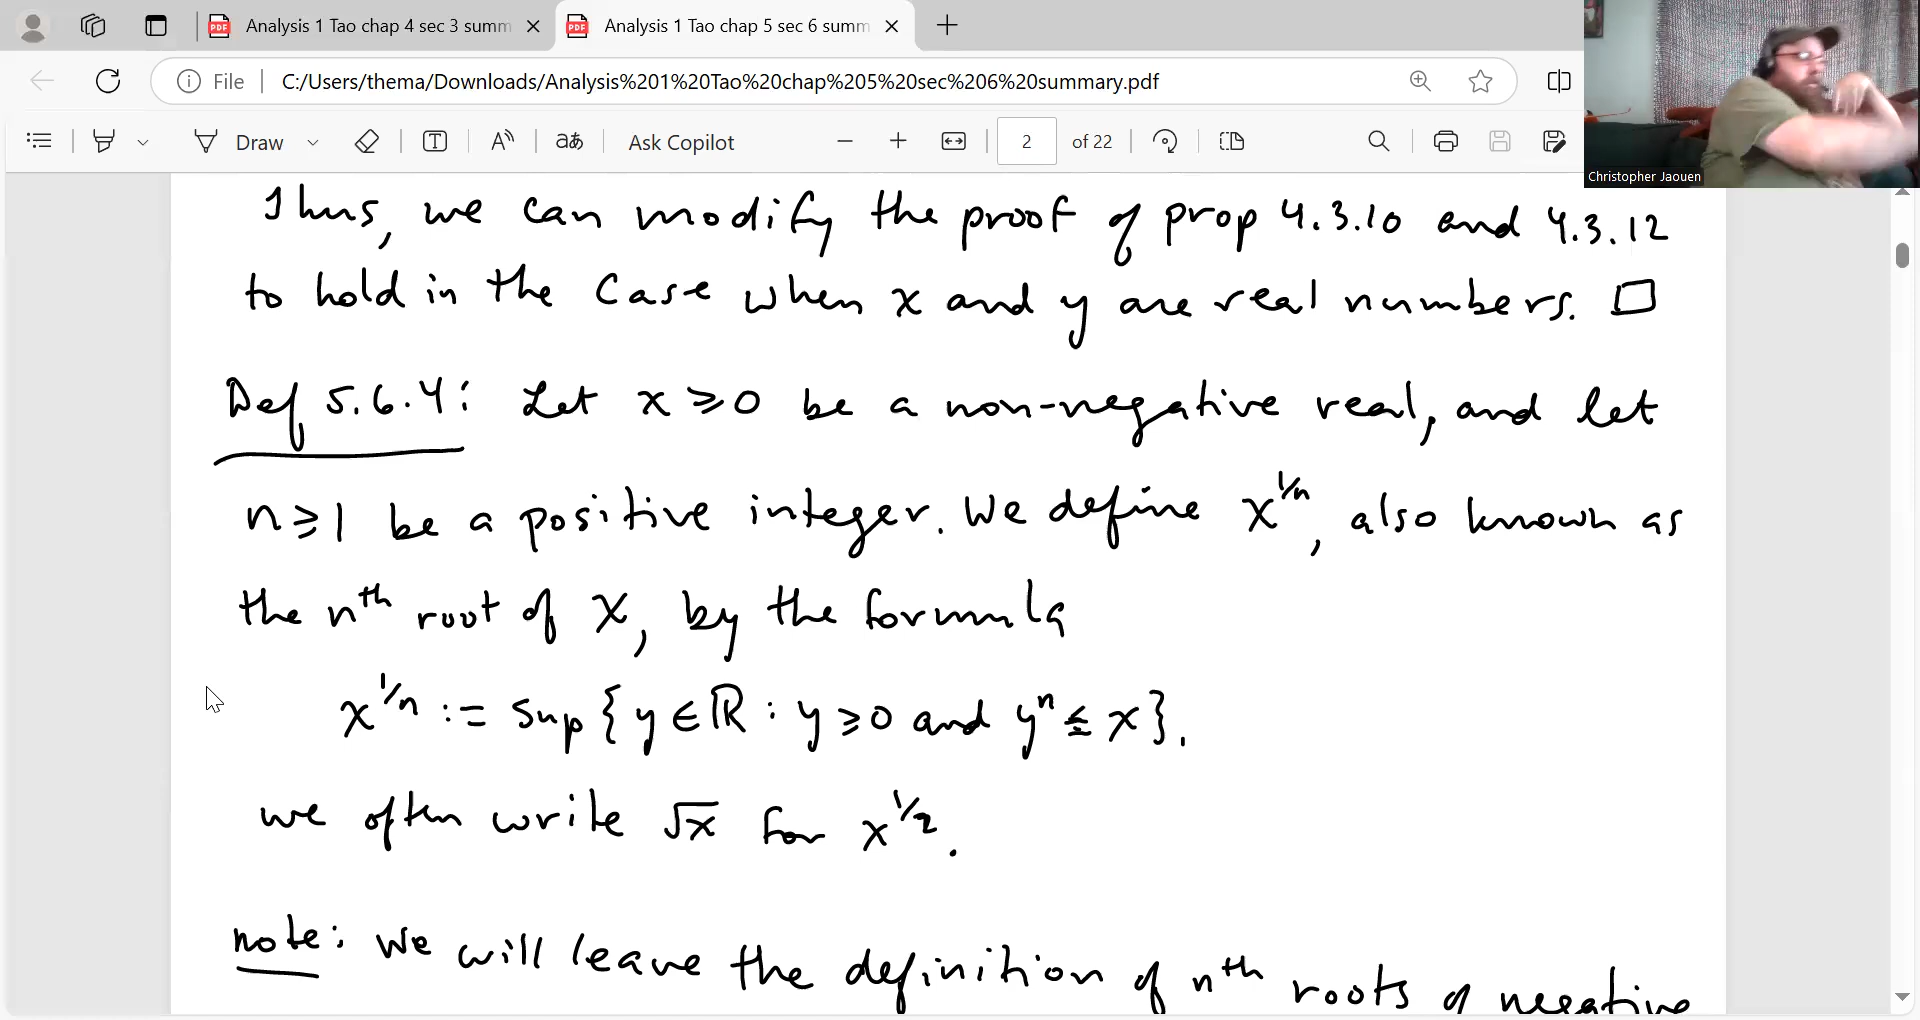 Analysis 1 Tao chap 4 sec 3 summ
Analysis 1 Tao chap 5 sec 6 summ
File
C:/Users/thema/Downloads/Analysis%201%20Tao%20chap%205%20sec%206%20summary.pdf
Draw
Ask Copilot
2 of 22
Christopher Jaouen
Thus, we can modify the proof of prop 4.3.10 and 4.3.12
to hold in the case when x and y are real numbers. □
Def 5.6.4: Let x ≥ 0 be a non-negative real, and let
n ≥ 1 be a positive integer. We define x^{1/n}, also known as
the n^{th} root of x, by the formula
x^{1/n} := sup{y ∈ ℝ : y ≥ 0 and y^n ≤ x}.
we often write √x for x^{1/2}.
note: We will leave the definition of n^{th} roots of negative